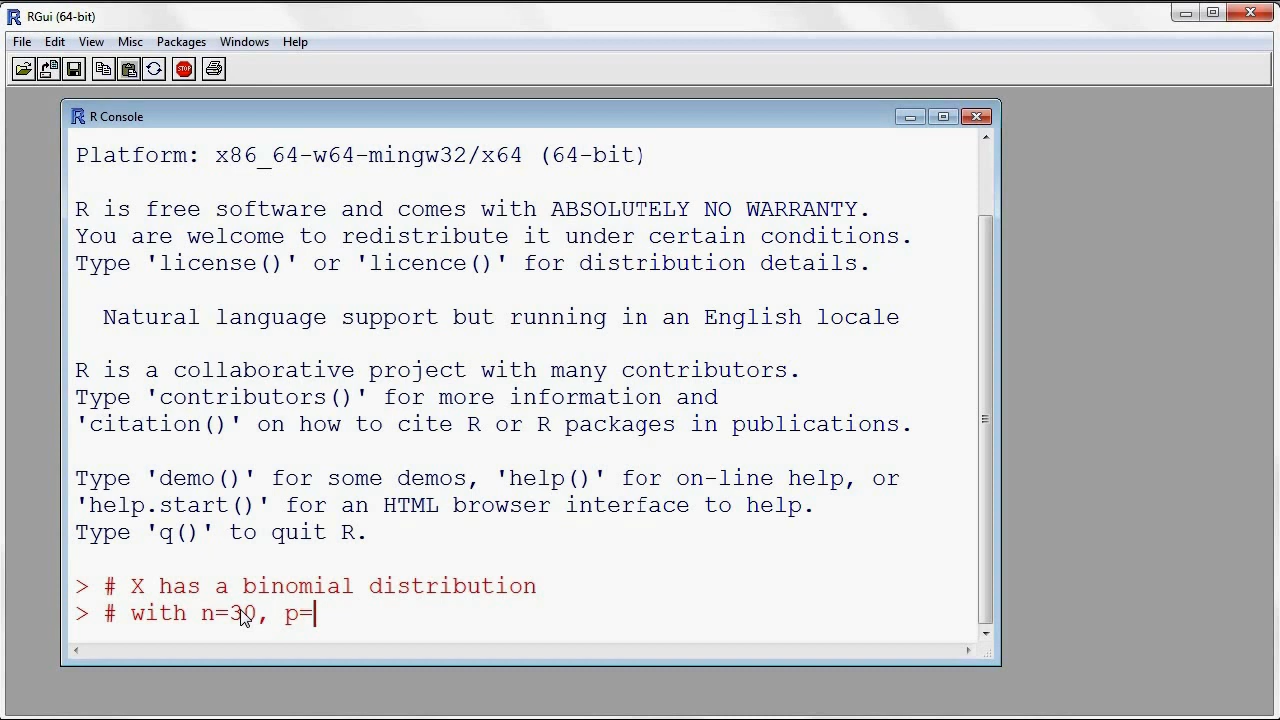 RGui (64-bit)
File Edit View Misc Packages Windows Help
STOP
R Console
Platform: x86_64-w64-mingw32/x64 (64-bit)
R is free software and comes with ABSOLUTELY NO WARRANTY.
You are welcome to redistribute it under certain conditions.
Type 'license()' or 'licence()' for distribution details.
Natural language support but running in an English locale
R is a collaborative project with many contributors.
Type 'contributors()' for more information and
'citation()' on how to cite R or R packages in publications.
Type 'demo()' for some demos, 'help()' for on-line help, or
'help.start()' for an HTML browser interface to help.
Type 'q()' to quit R.
> # X has a binomial distribution
> # with n=30, p=